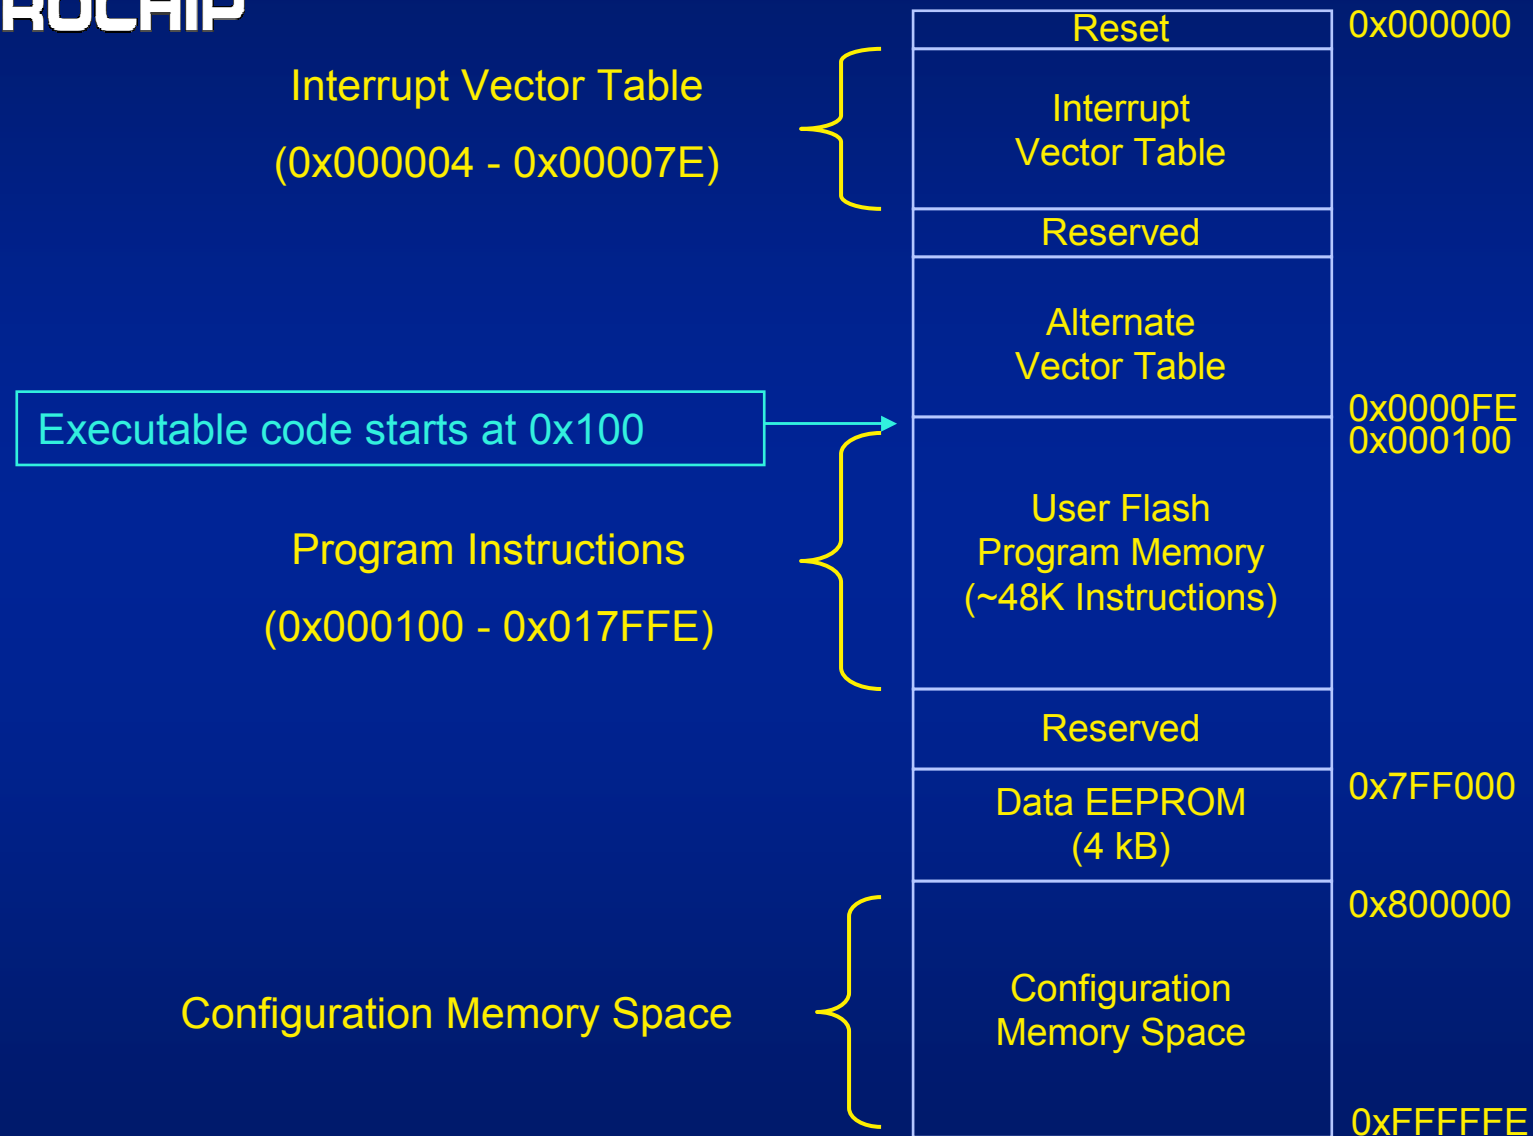 ROCHIP
Reset
0x000000
Interrupt Vector Table
(0x000004 - 0x00007E)
Interrupt
Vector Table
Reserved
Alternate
Vector Table
0x0000FE
0x000100
Executable code starts at 0x100
Program Instructions
(0x000100 - 0x017FFE)
User Flash
Program Memory
(~48K Instructions)
Reserved
0x7FF000
Data EEPROM
(4 kB)
0x800000
Configuration Memory Space
Configuration
Memory Space
0xFFFFFE